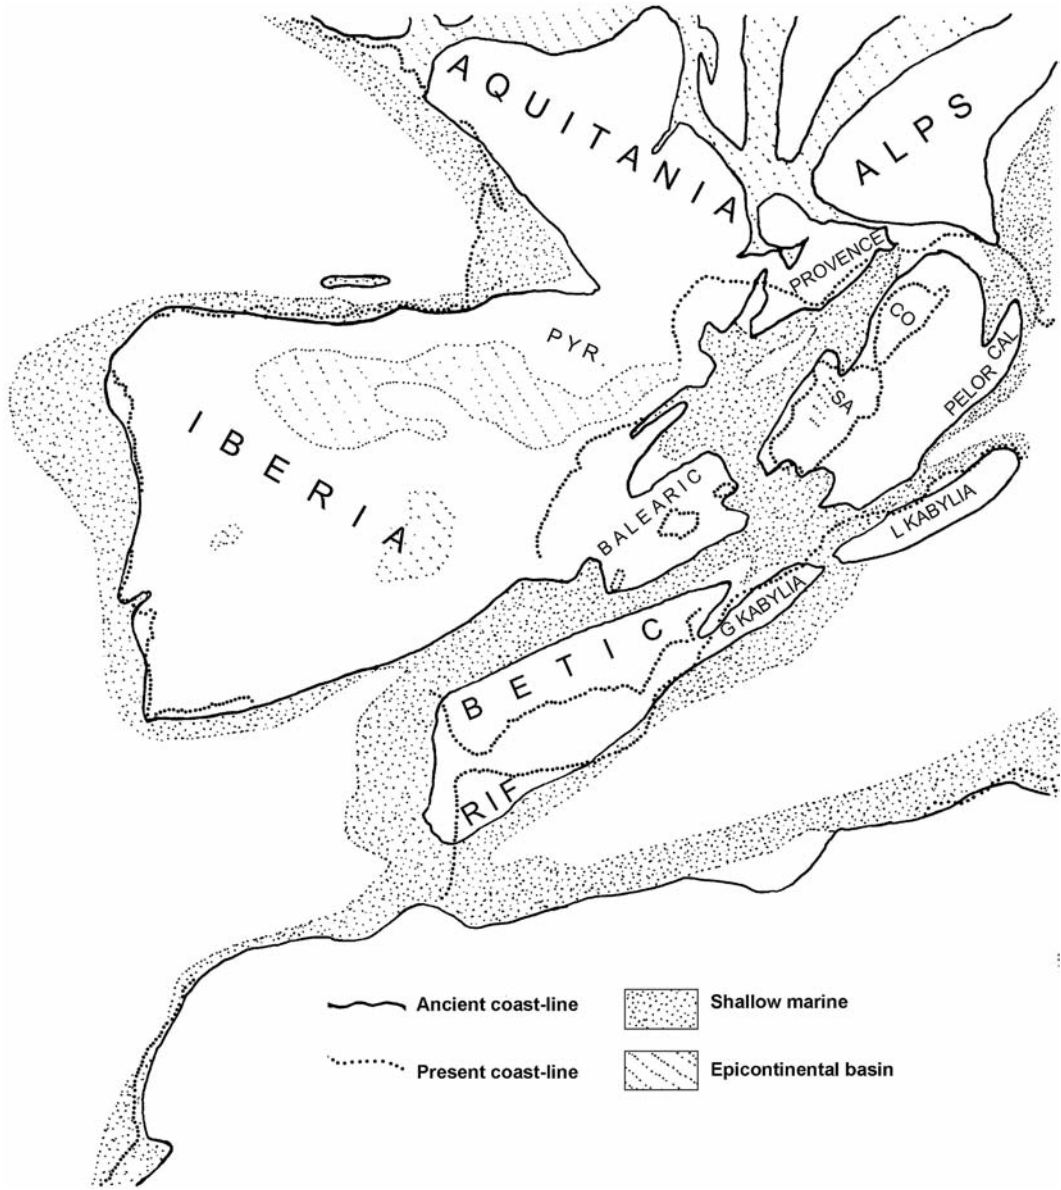 AQUITANIA
ALPS
PROVENCE
CO
PYR.
SA
PELOR CAL
IBERIA
BALEARIC
L KABYLIA
G KABYLIA
BETIC
RIF
Ancient coast-line
Shallow marine
Present coast-line
Epicontinental basin